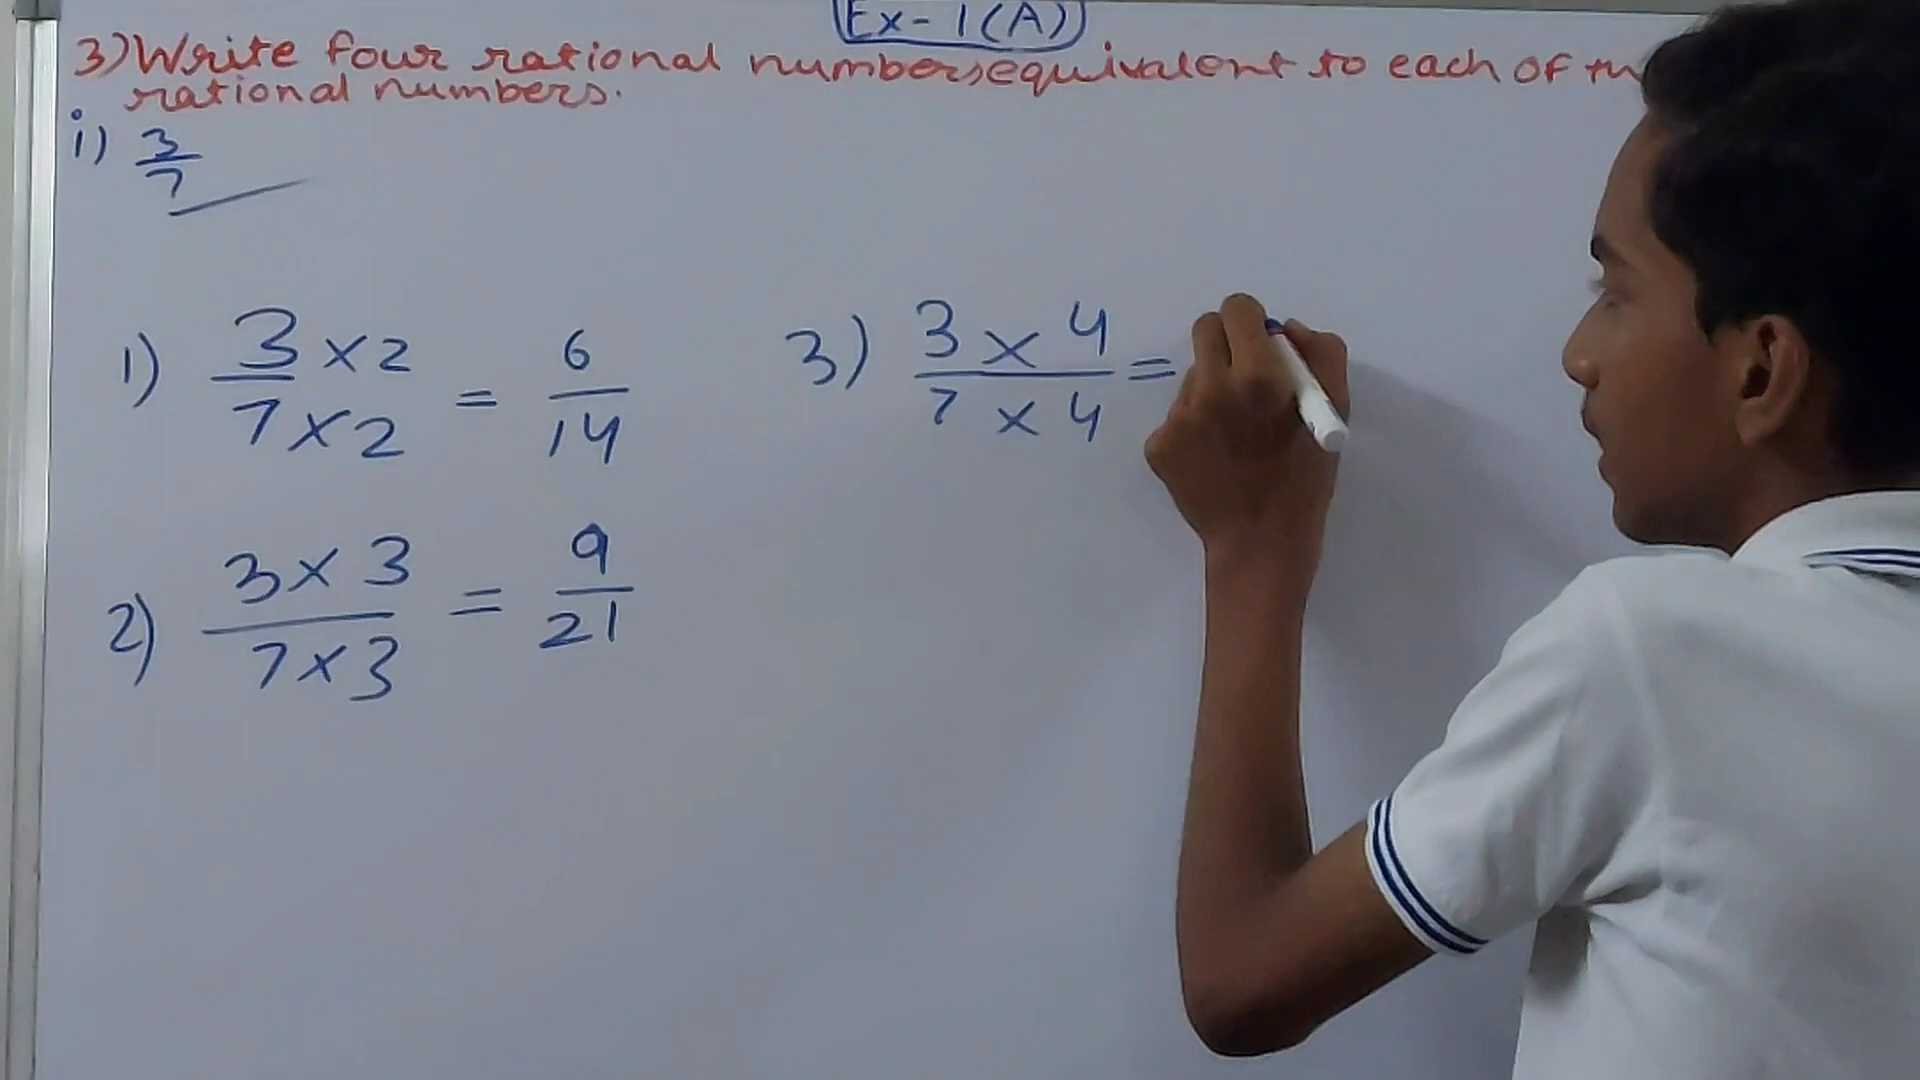 Ex-1(A)
3) Write four rational numbers equivalent to each of
rational numbers.
i) 3/7
1) 3×2/7×2 = 6/14
2) 3×3/7×3 = 9/21
3) 3×4/7×4 =